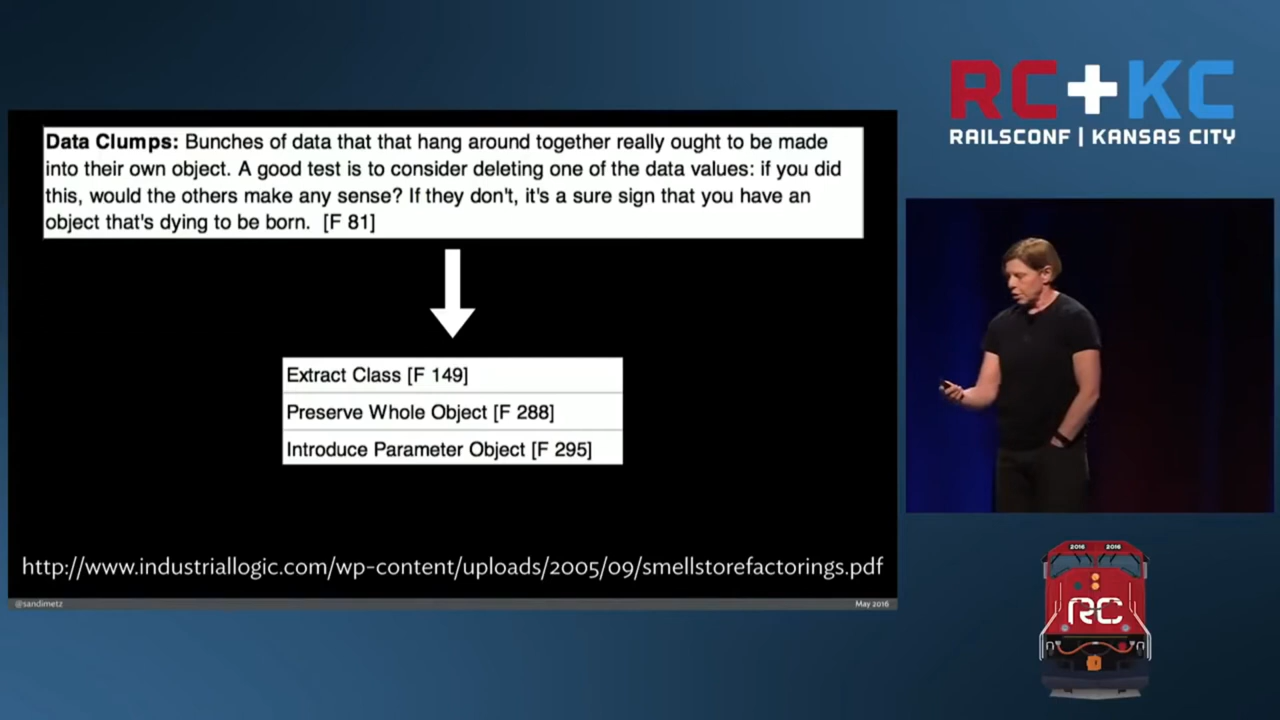 RC+KC
RAILSCONF | KANSAS CITY
Data Clumps: Bunches of data that that hang around together really ought to be made
into their own object. A good test is to consider deleting one of the data values: if you did
this, would the others make any sense? If they don't, it's a sure sign that you have an
object that's dying to be born. [F 81]
Extract Class [F 149]
Preserve Whole Object [F 288]
Introduce Parameter Object [F 295]
http://www.industriallogic.com/wp-content/uploads/2005/09/smellstorefactorings.pdf
@sandimetz
May 2016
2016
2016
RC